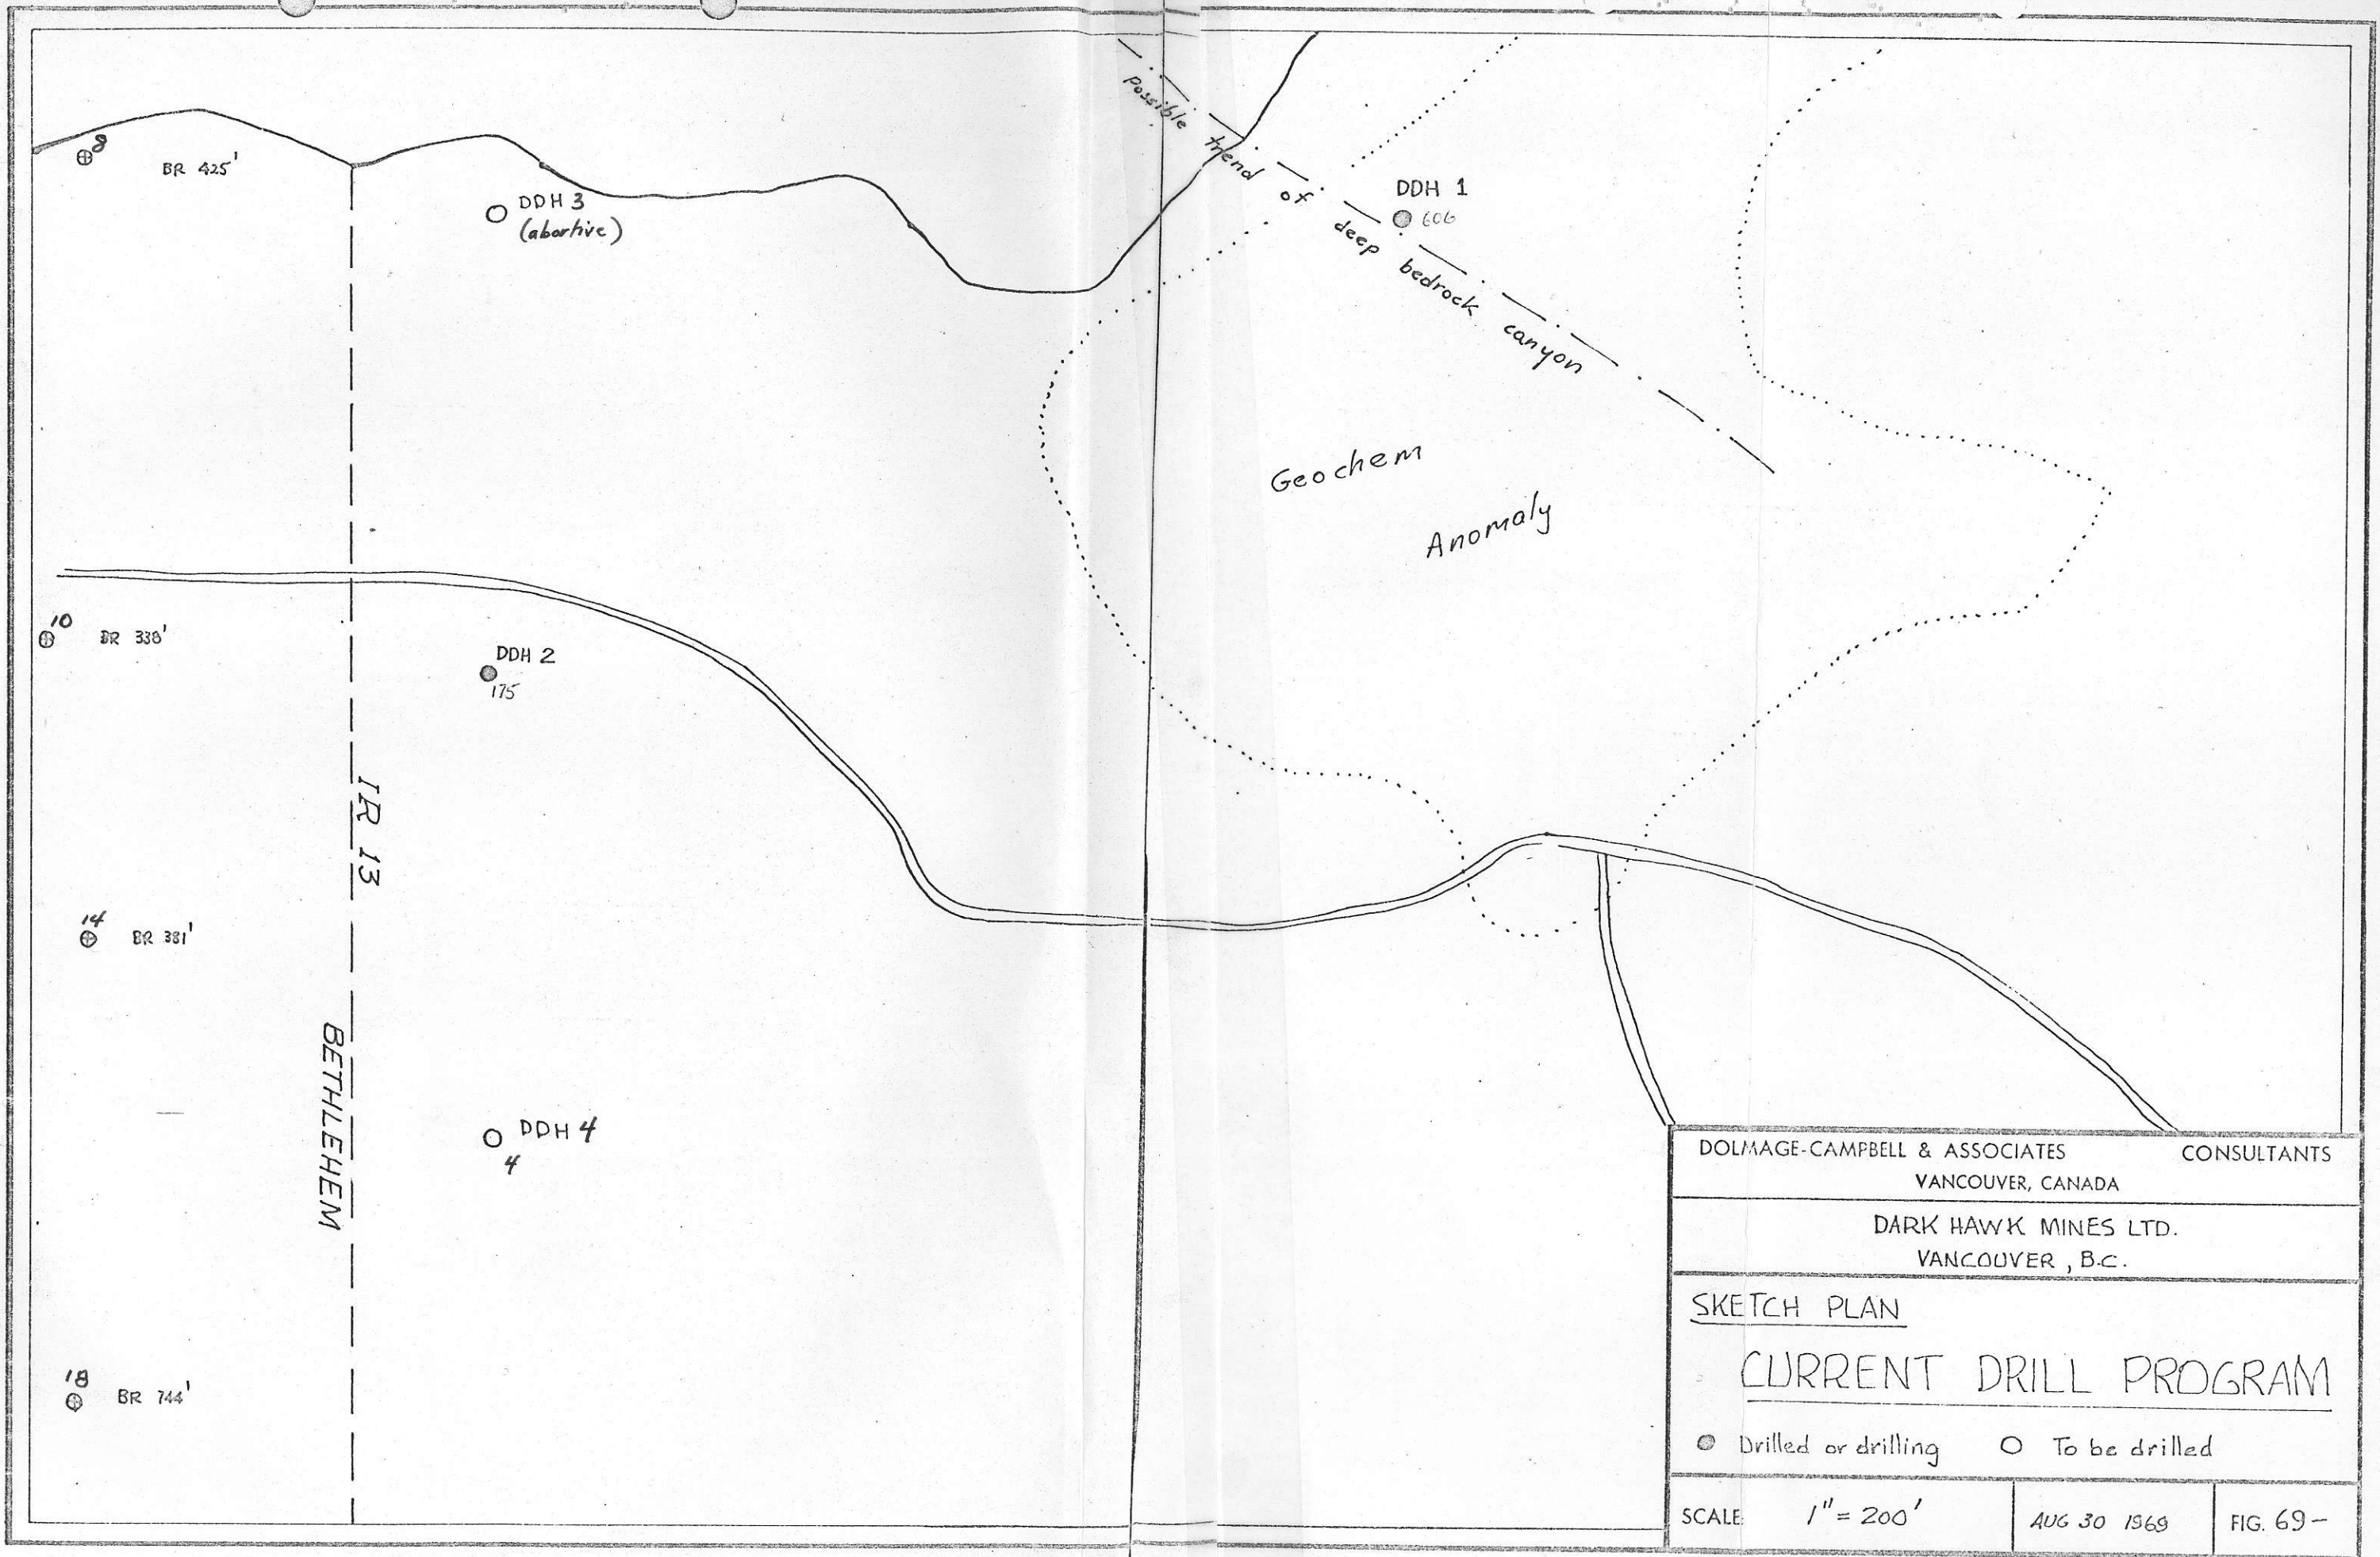 8
BR 425'
DDH 3
(abortive)
possible trend of deep bedrock canyon
DDH 1
606
Geochem
Anomaly
10
BR 338'
DDH 2
175
IR 13
14
BR 381'
BETHLEHEM
DDH 4
4
18
BR 744'
DOLMAGE-CAMPBELL & ASSOCIATES CONSULTANTS
VANCOUVER, CANADA
DARK HAWK MINES LTD.
VANCOUVER, B.C.
SKETCH PLAN
CURRENT DRILL PROGRAM
Drilled or drilling To be drilled
SCALE: 1" = 200'
AUG 30 1969
FIG. 69-